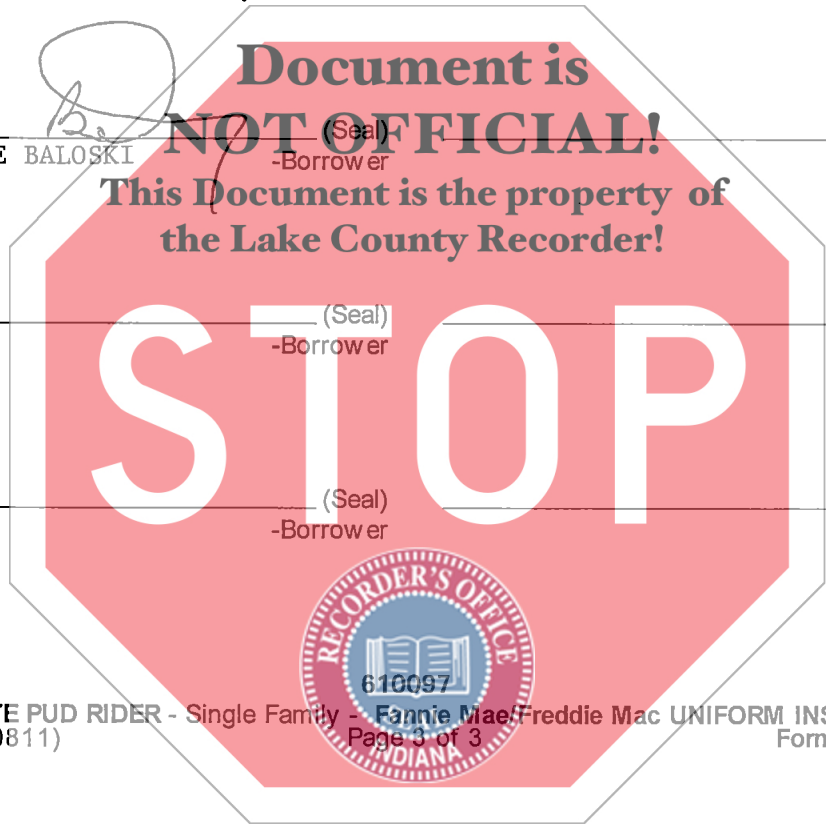 Document is
NOT OFFICIAL!
(Seal)
BALOSKI
-Borrower
This Document is the property of
the Lake County Recorder!
(Seal)
-Borrower
STOP
(Seal)
-Borrower
RECORDER'S OFFICE
610097
E PUD RIDER - Single Family - Fannie Mae/Freddie Mac UNIFORM INS
811)
Page 3 of 3
Form
INDIANA